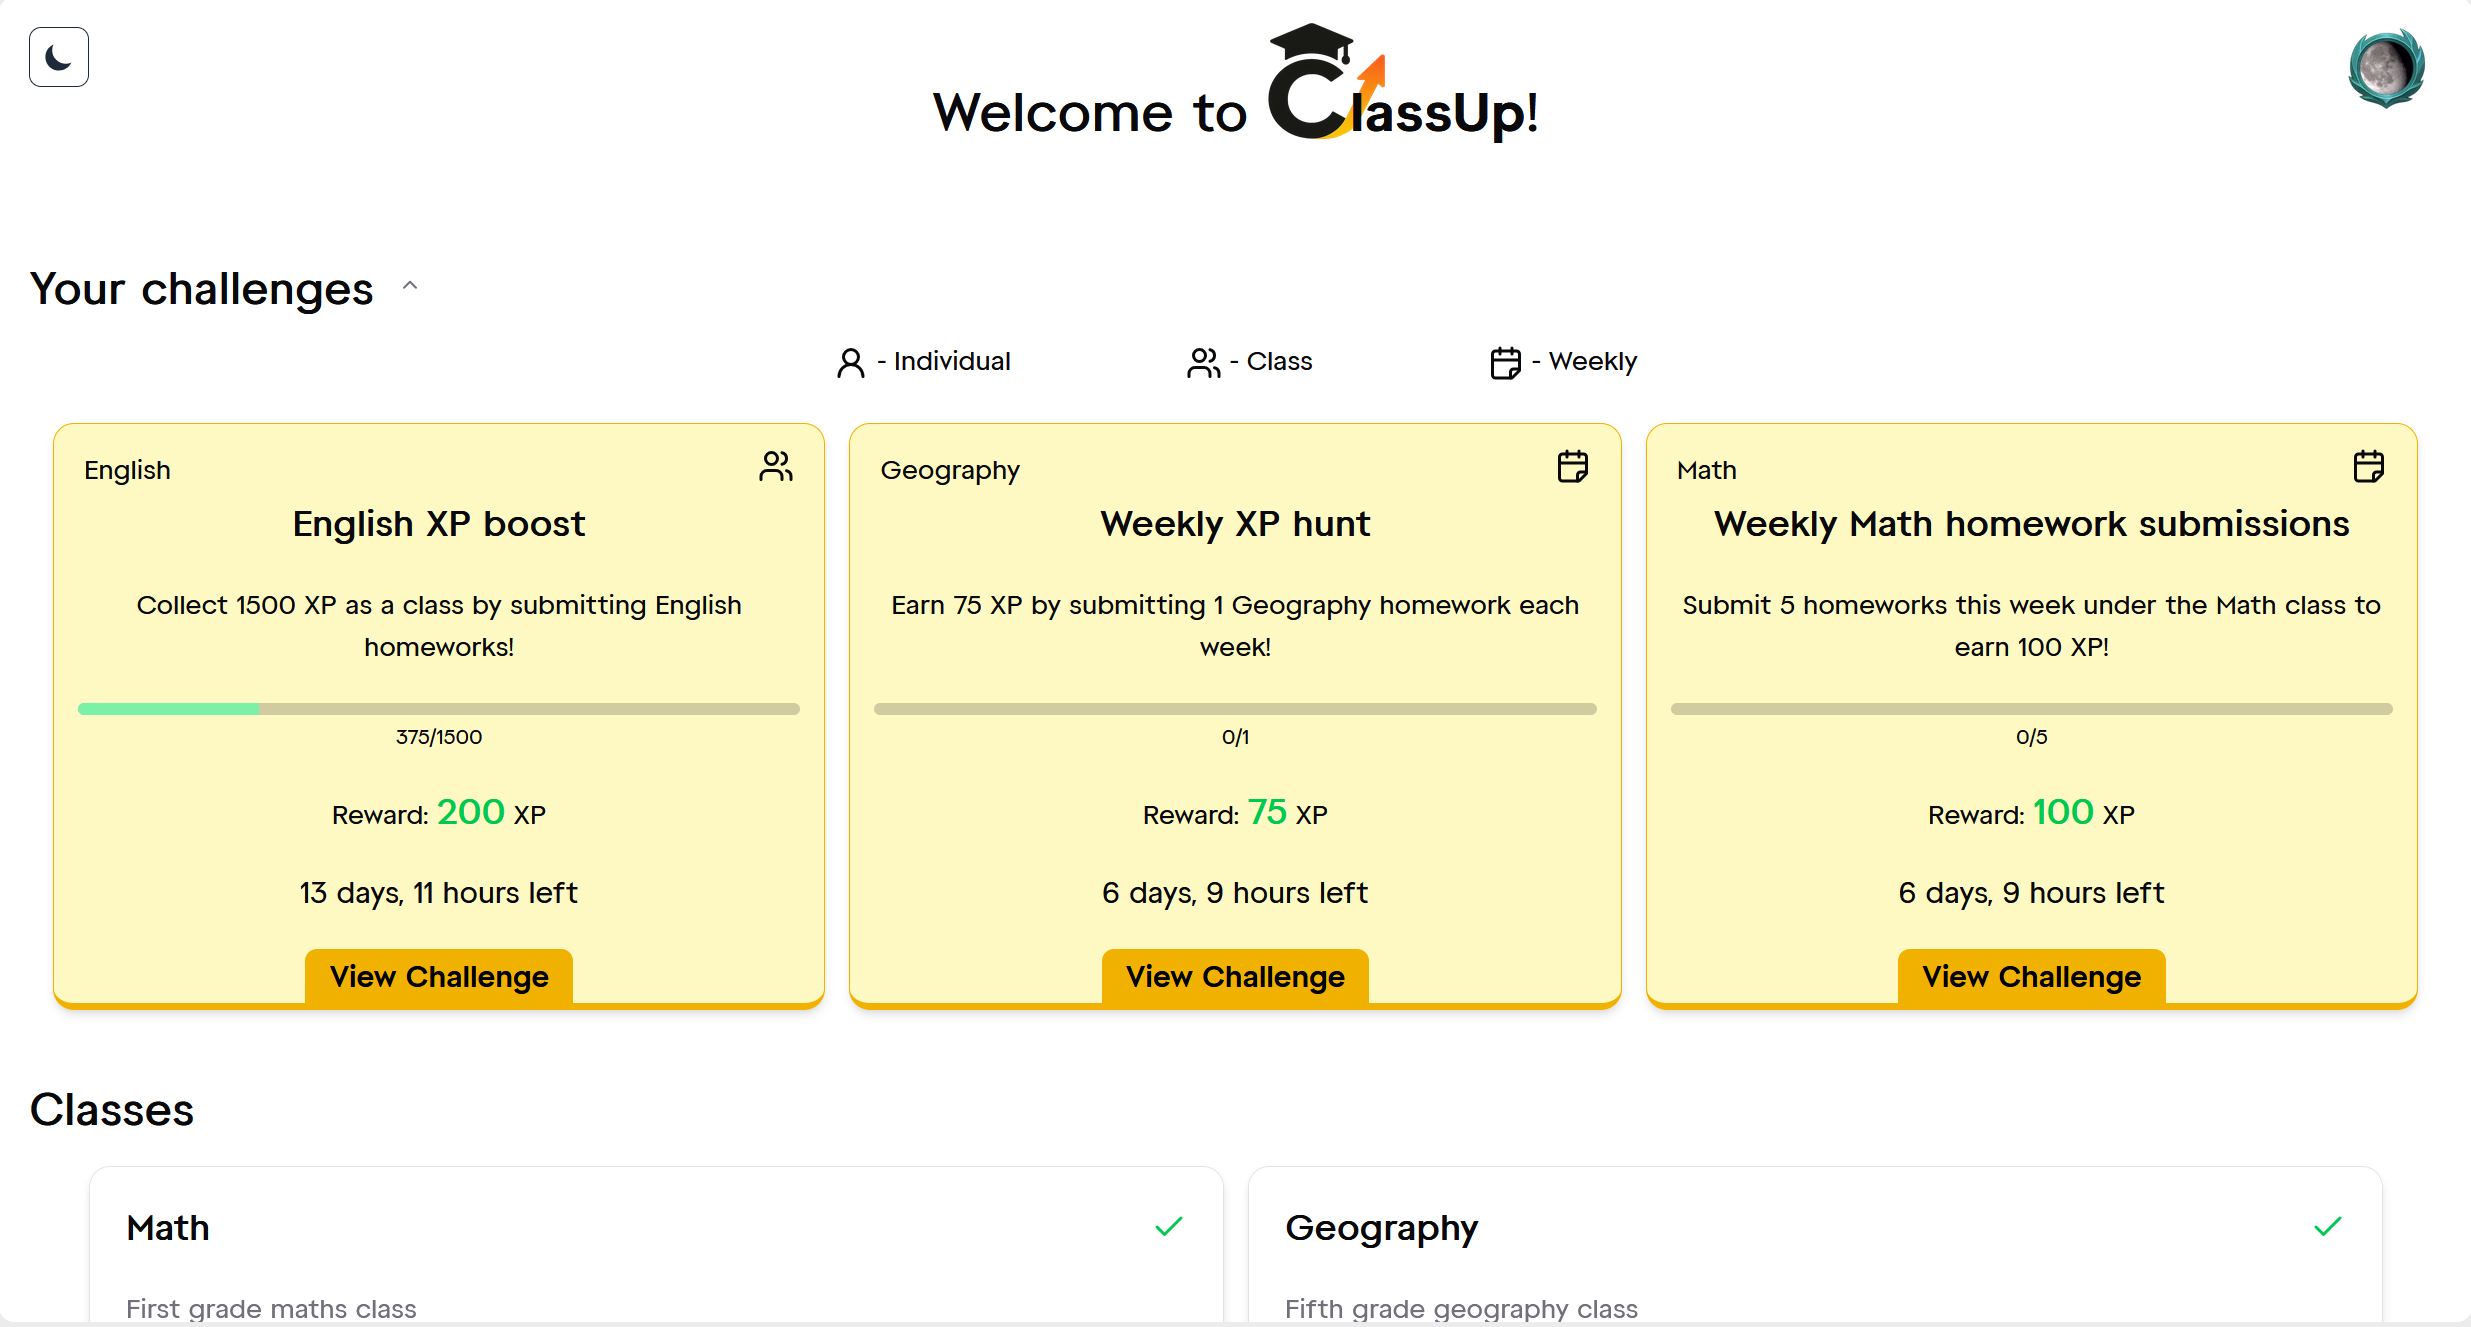 Welcome to ClassUp!
Your challenges
- Individual
- Class
- Weekly
English
English XP boost
Collect 1500 XP as a class by submitting English
homeworks!
375/1500
Reward: 200 XP
13 days, 11 hours left
View Challenge
Geography
Weekly XP hunt
Earn 75 XP by submitting 1 Geography homework each
week!
0/1
Reward: 75 XP
6 days, 9 hours left
View Challenge
Math
Weekly Math homework submissions
Submit 5 homeworks this week under the Math class to
earn 100 XP!
0/5
Reward: 100 XP
6 days, 9 hours left
View Challenge
Classes
Math
First grade maths class
Geography
Fifth grade geography class